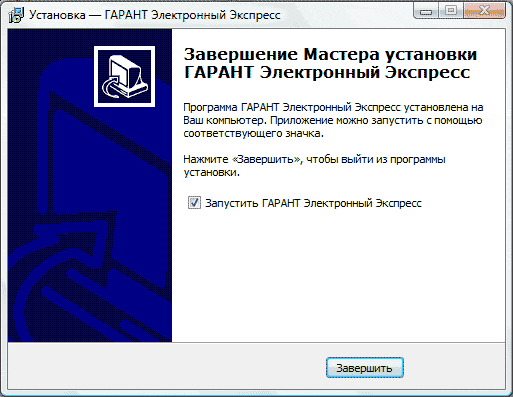 Установка — ГАРАНТ Электронный Экспресс
Завершение Мастера установки
ГАРАНТ Электронный Экспресс
Программа ГАРАНТ Электронный Экспресс установлена на
Ваш компьютер. Приложение можно запустить с помощью
соответствующего значка.
Нажмите «Завершить», чтобы выйти из программы
установки.
Запустить ГАРАНТ Электронный Экспресс
Завершить